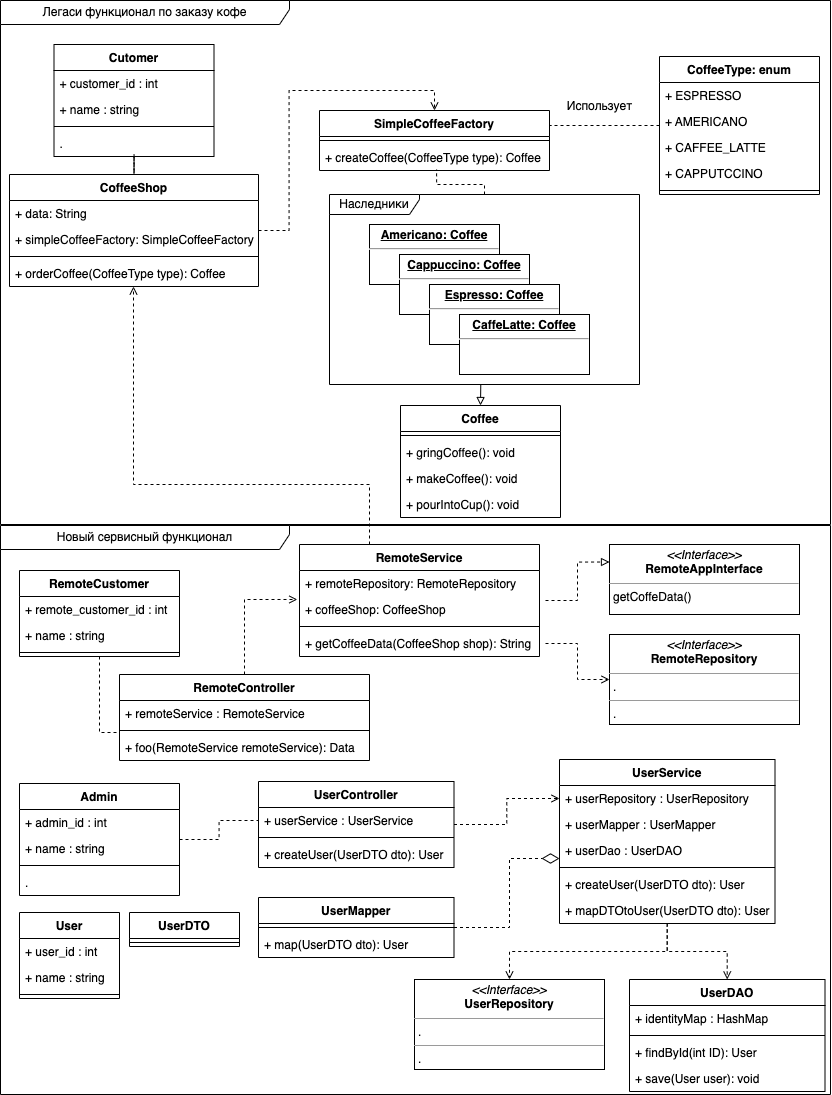 Легаси функционал по заказу кофе
Cutomer
+ customer_id : int
+ name : string
.
CoffeeShop
+ data: String
+ simpleCoffeeFactory: SimpleCoffeeFactory
+ orderCoffee(CoffeeType type): Coffee
SimpleCoffeeFactory
+ createCoffee(CoffeeType type): Coffee
Использует
CoffeeType: enum
+ ESPRESSO
+ AMERICANO
+ CAFFEE_LATTE
+ CAPPUTCCINO
Наследники
Americano: Coffee
Cappuccino: Coffee
Espresso: Coffee
CaffeLatte: Coffee
Coffee
+ gringCoffee(): void
+ makeCoffee(): void
+ pourIntoCup(): void
Новый сервисный функционал
RemoteCustomer
+ remote_customer_id : int
+ name : string
RemoteService
+ remoteRepository: RemoteRepository
+ coffeeShop: CoffeeShop
+ getCoffeeData(CoffeeShop shop): String
<<Interface>>
RemoteAppInterface
getCoffeData()
<<Interface>>
RemoteRepository
.
.
RemoteController
+ remoteService : RemoteService
+ foo(RemoteService remoteService): Data
Admin
+ admin_id : int
+ name : string
.
UserController
+ userService : UserService
+ createUser(UserDTO dto): User
UserService
+ userRepository : UserRepository
+ userMapper : UserMapper
+ userDao : UserDAO
+ createUser(UserDTO dto): User
+ mapDTOtoUser(UserDTO dto): User
User
+ user_id : int
+ name : string
UserDTO
UserMapper
+ map(UserDTO dto): User
<<Interface>>
UserRepository
.
.
UserDAO
+ identityMap : HashMap
+ findById(int ID): User
+ save(User user): void